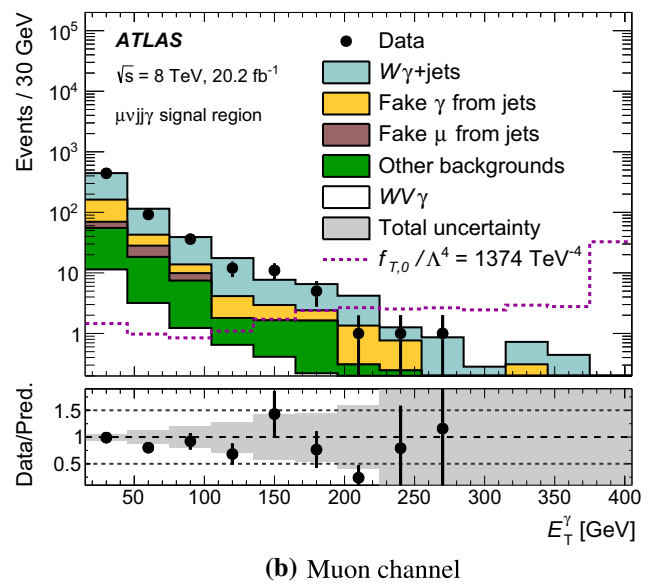 Events / 30 GeV
10⁵
10⁴
10³
10²
10
1
ATLAS
√s = 8 TeV, 20.2 fb⁻¹
μνjjγ signal region
Data
Wγ+jets
Fake γ from jets
Fake μ from jets
Other backgrounds
WVγ
Total uncertainty
f_{T,0} /Λ⁴ = 1374 TeV⁻⁴
Data/Pred.
1.5
1
0.5
50 100 150 200 250 300 350 400
E_T^γ [GeV]
(b) Muon channel